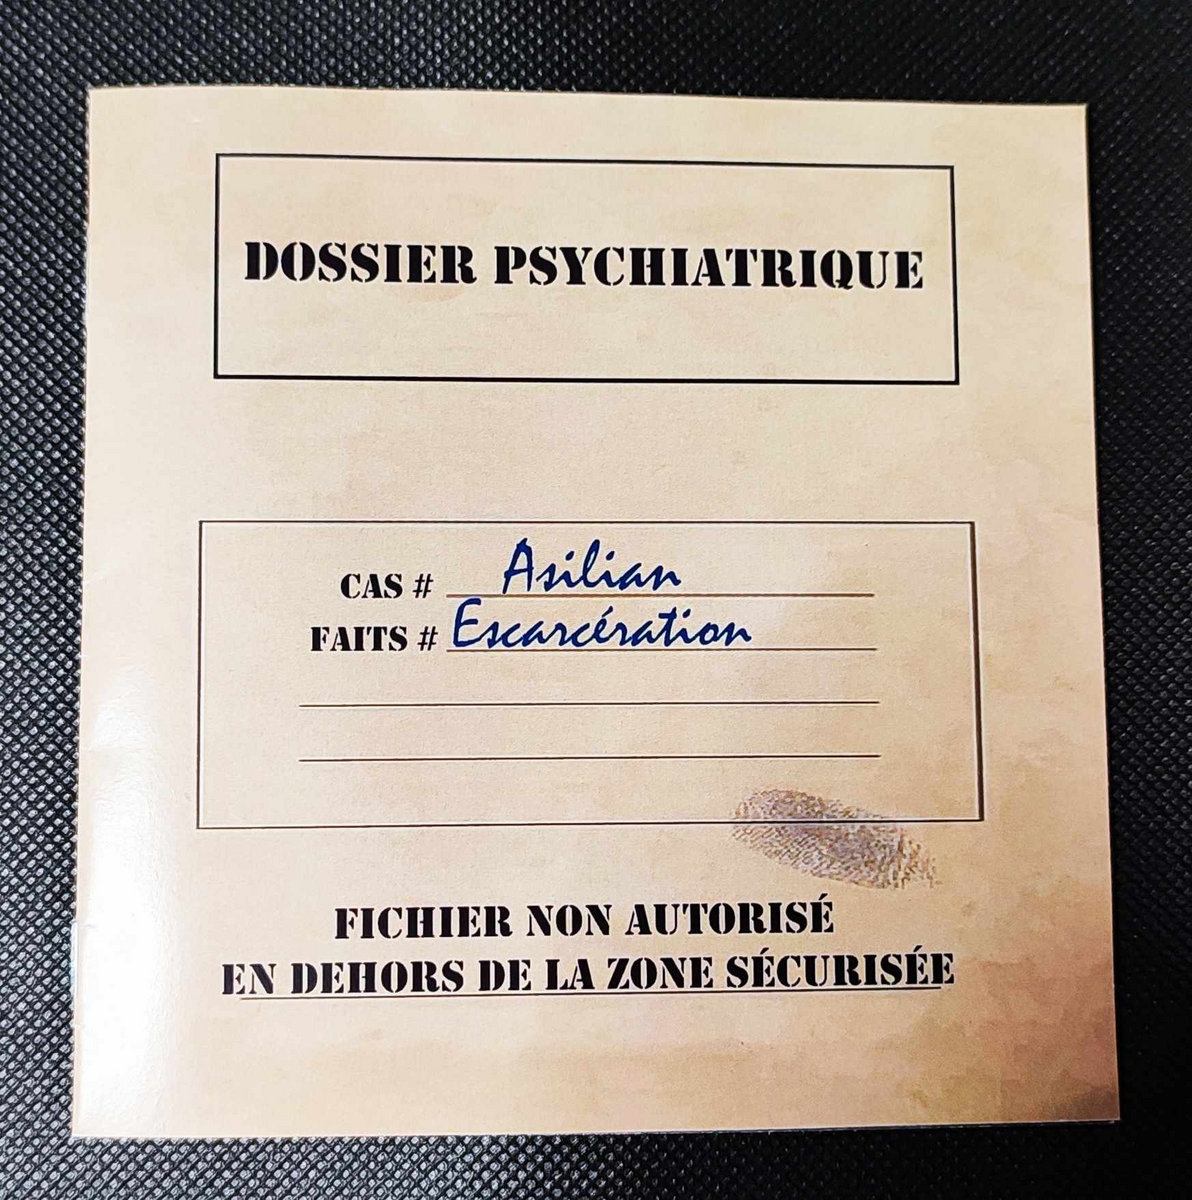 DOSSIER PSYCHIATRIQUE
CAS # Asilian
FAITS # Escarcération
FICHIER NON AUTORISÉ
EN DEHORS DE LA ZONE SÉCURISÉE